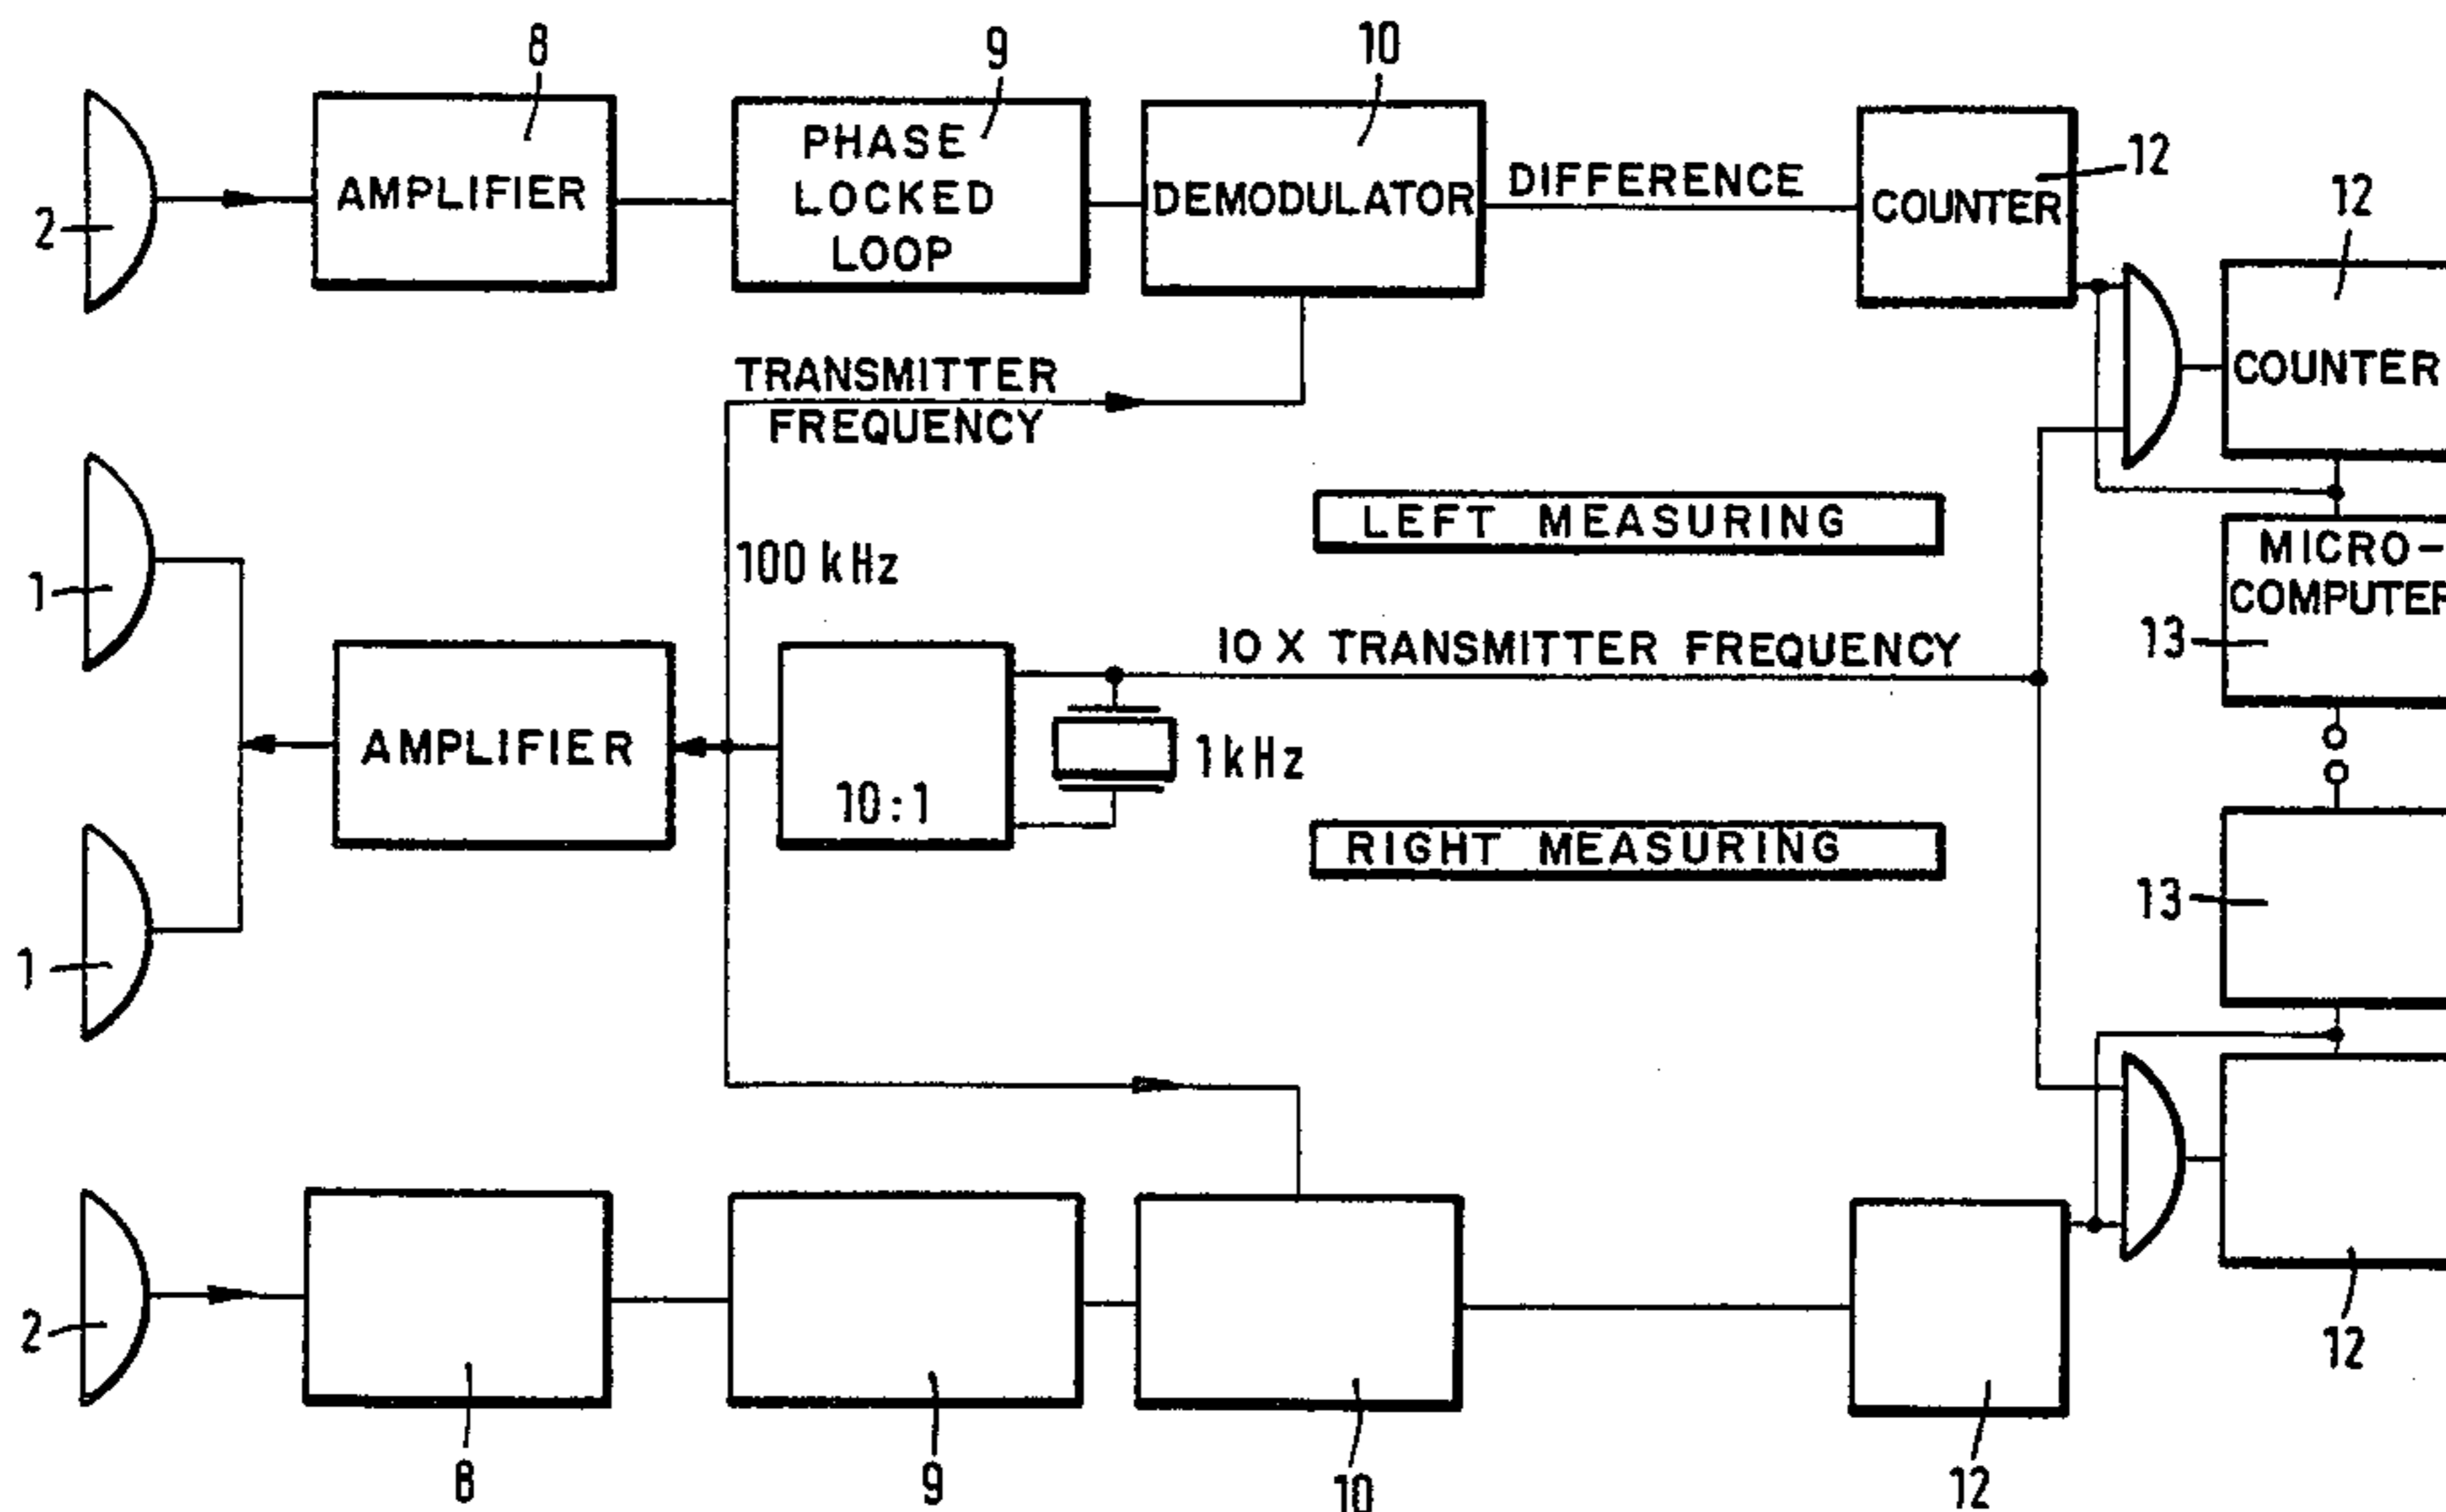 8
9
10
2
AMPLIFIER
PHASE
LOCKED
LOOP
DEMODULATOR
DIFFERENCE
COUNTER
12
12
COUNTER
TRANSMITTER
FREQUENCY
LEFT MEASURING
1
100 kHz
MICRO-
COMPUTER
13
10 X TRANSMITTER FREQUENCY
AMPLIFIER
10:1
1kHz
RIGHT MEASURING
13
1
2
8
9
10
12
12